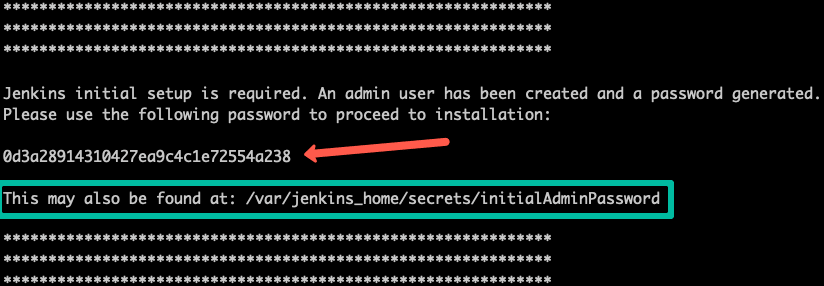 *************************************************************
*************************************************************
*************************************************************
Jenkins initial setup is required. An admin user has been created and a password generated.
Please use the following password to proceed to installation:
0d3a28914310427ea9c4c1e72554a238
This may also be found at: /var/jenkins_home/secrets/initialAdminPassword
*************************************************************
*************************************************************
*************************************************************